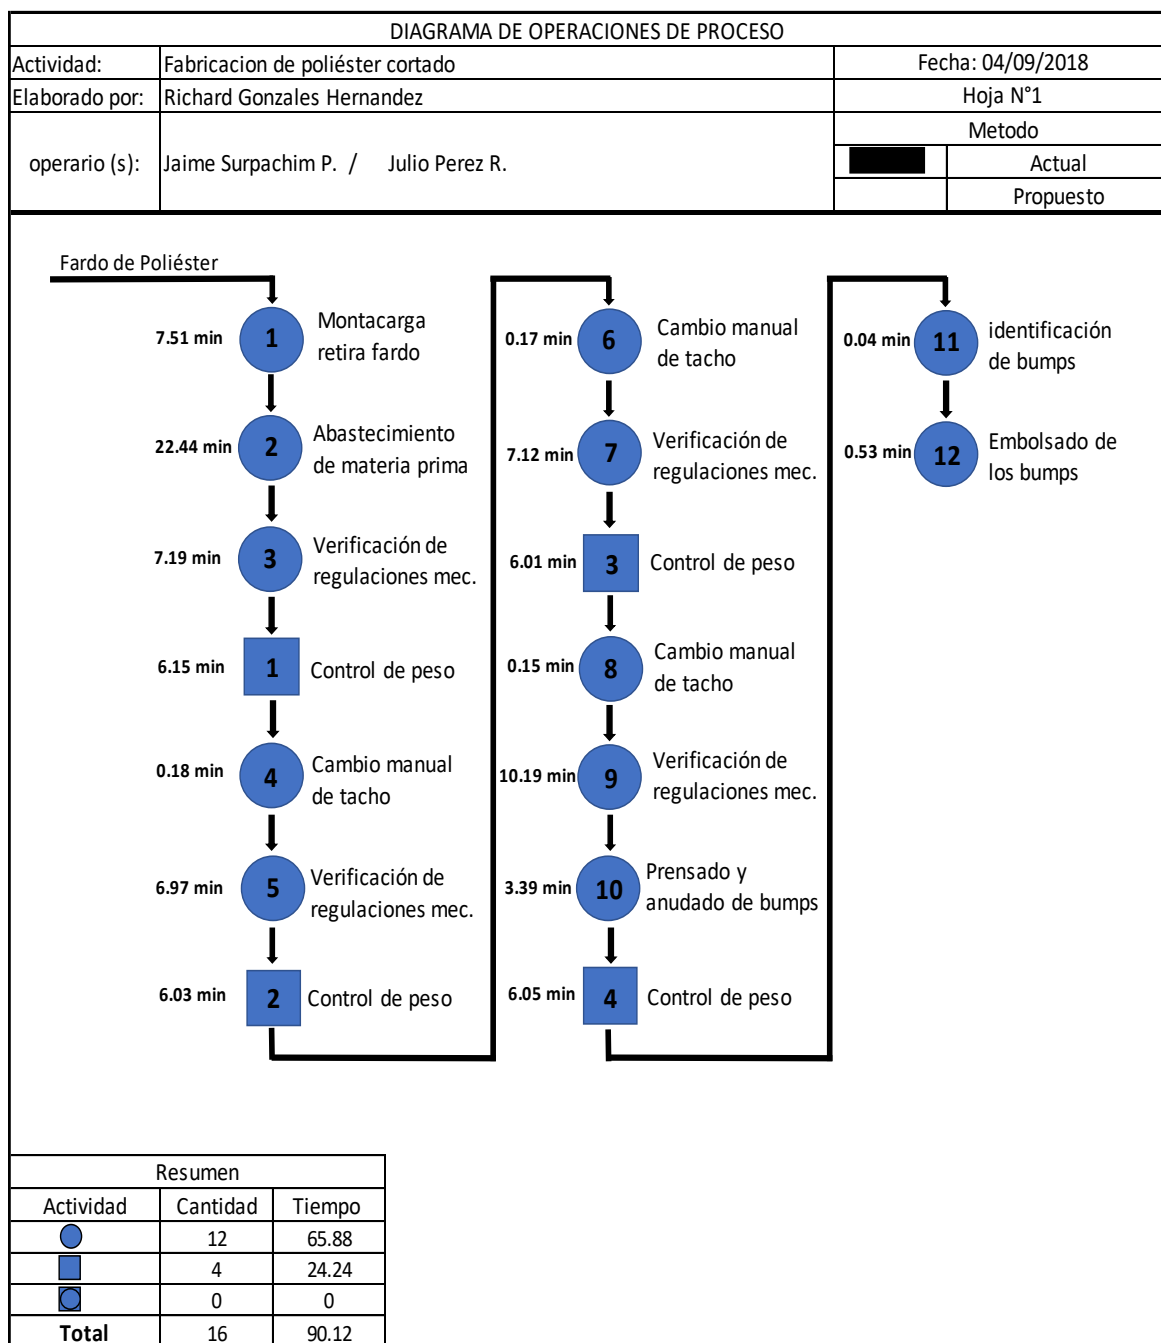 DIAGRAMA DE OPERACIONES DE PROCESO
Actividad: Fabricacion de poliéster cortado Fecha: 04/09/2018
Elaborado por: Richard Gonzales Hernandez Hoja N°1
operario (s): Jaime Surpachim P. / Julio Perez R. Metodo
Actual
Propuesto
Fardo de Poliéster
7.51 min 1 Montacarga
retira fardo
22.44 min 2 Abastecimiento
de materia prima
7.19 min 3 Verificación de
regulaciones mec.
6.15 min 1 Control de peso
0.18 min 4 Cambio manual
de tacho
6.97 min 5 Verificación de
regulaciones mec.
6.03 min 2 Control de peso
0.17 min 6 Cambio manual
de tacho
7.12 min 7 Verificación de
regulaciones mec.
6.01 min 3 Control de peso
0.15 min 8 Cambio manual
de tacho
10.19 min 9 Verificación de
regulaciones mec.
3.39 min 10 Prensado y
anudado de bumps
6.05 min 4 Control de peso
0.04 min 11 identificación
de bumps
0.53 min 12 Embolsado de
los bumps
Resumen
Actividad Cantidad Tiempo
12 65.88
4 24.24
0 0
Total 16 90.12